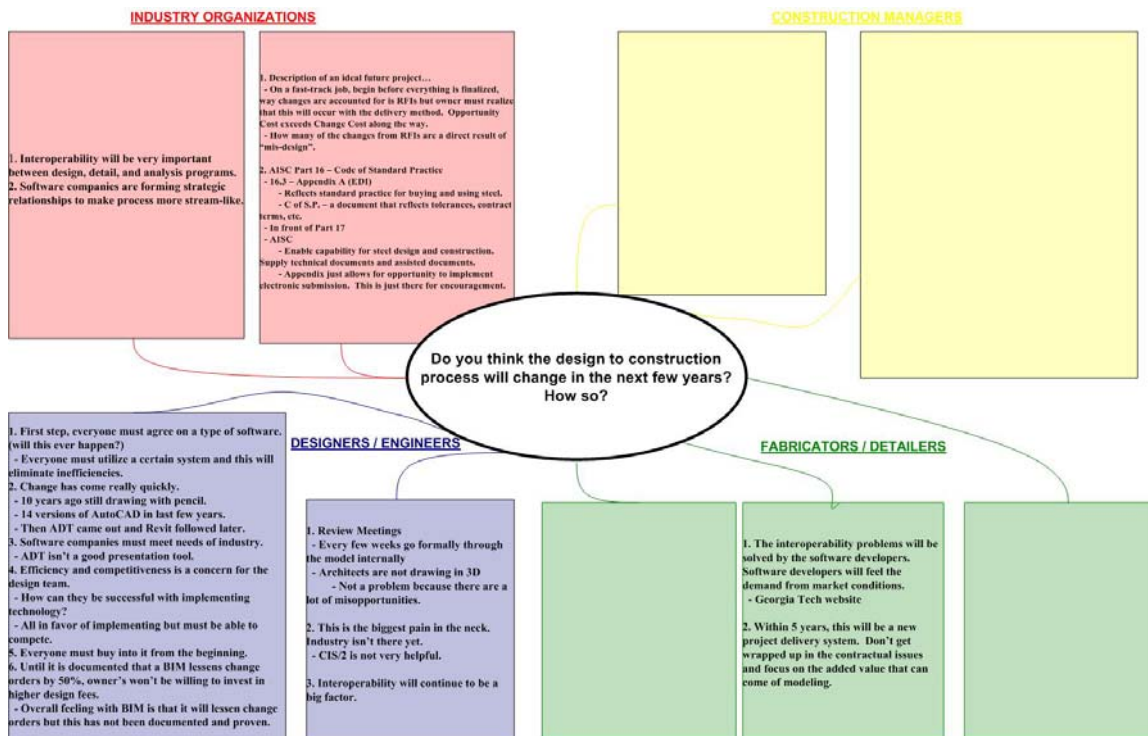 INDUSTRY ORGANIZATIONS
1. Interoperability will be very important
between design, detail, and analysis programs.
2. Software companies are forming strategic
relationships to make process more stream-like.
1. Description of an ideal future project…
- On a fast-track job, begin before everything is finalized,
way changes are accounted for is RFIs but owner must realize
that this will occur with the delivery method. Opportunity
Cost exceeds Change Cost along the way.
- How many of the changes from RFIs are a direct result of
"mis-design".
2. AISC Part 16 – Code of Standard Practice
- 16.3 – Appendix A (EDI)
- Reflects standard practice for buying and using steel.
- C of S.P. – a document that reflects tolerances, contract
terms, etc.
- In front of Part 17
- AISC
- Enable capability for steel design and construction.
Supply technical documents and assisted documents.
- Appendix just allows for opportunity to implement
electronic submission. This is just there for encouragement.
CONSTRUCTION MANAGERS
Do you think the design to construction
process will change in the next few years?
How so?
DESIGNERS / ENGINEERS
1. First step, everyone must agree on a type of software.
(will this ever happen?)
- Everyone must utilize a certain system and this will
eliminate inefficiencies.
2. Change has come really quickly.
- 10 years ago still drawing with pencil.
- 14 versions of AutoCAD in last few years.
- Then ADT came out and Revit followed later.
3. Software companies must meet needs of industry.
- ADT isn't a good presentation tool.
4. Efficiency and competitiveness is a concern for the
design team.
- How can they be successful with implementing
technology?
- All in favor of implementing but must be able to
compete.
5. Everyone must buy into it from the beginning.
6. Until it is documented that a BIM lessens change
orders by 50%, owner's won't be willing to invest in
higher design fees.
- Overall feeling with BIM is that it will lessen change
orders but this has not been documented and proven.
1. Review Meetings
- Every few weeks go formally through
the model internally
- Architects are not drawing in 3D
- Not a problem because there are a
lot of misopportunities.
2. This is the biggest pain in the neck.
Industry isn't there yet.
- CIS/2 is not very helpful.
3. Interoperability will continue to be a
big factor.
FABRICATORS / DETAILERS
1. The interoperability problems will be
solved by the software developers.
Software developers will feel the
demand from market conditions.
- Georgia Tech website
2. Within 5 years, this will be a new
project delivery system. Don't get
wrapped up in the contractual issues
and focus on the added value that can
come of modeling.